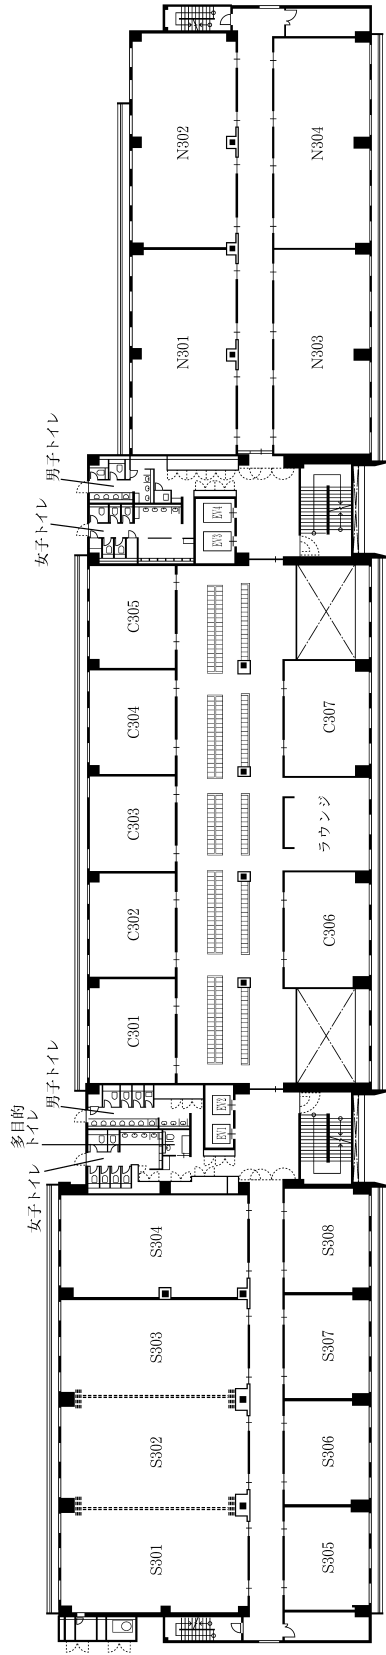 N302
N304
N301
N303
男子トイレ
女子トイレ
EV4
EV3
C305
C304
C307
C303
ラウンジ
C302
C306
C301
男子トイレ
多目的
トイレ
女子トイレ
EV2
EV1
S304
S308
S303
S307
S302
S306
S301
S305